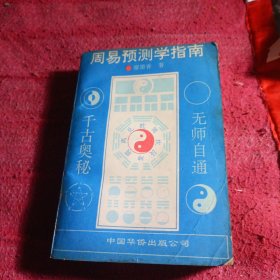 周易预测学指南
著
千古奥秘
无师自通
中国华侨出版公司